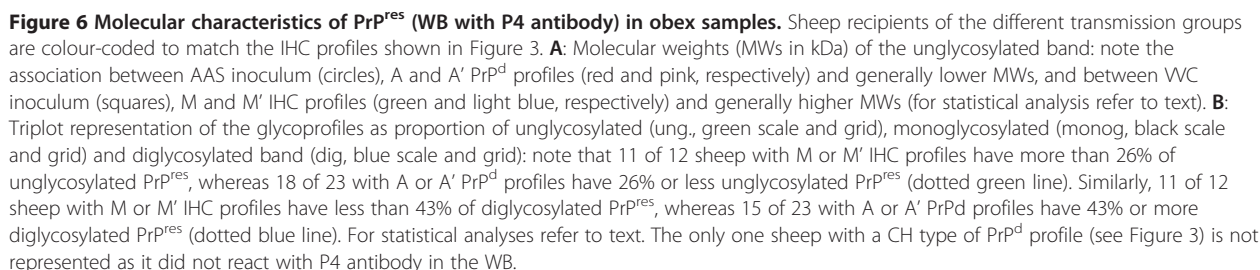 Figure 6 Molecular characteristics of PrPres (WB with P4 antibody) in obex samples. Sheep recipients of the different transmission groups
are colour-coded to match the IHC profiles shown in Figure 3. A: Molecular weights (MWs in kDa) of the unglycosylated band: note the
association between AAS inoculum (circles), A and A’ PrPd profiles (red and pink, respectively) and generally lower MWs, and between VVC
inoculum (squares), M and M’ IHC profiles (green and light blue, respectively) and generally higher MWs (for statistical analysis refer to text). B:
Triplot representation of the glycoprofiles as proportion of unglycosylated (ung., green scale and grid), monoglycosylated (monog, black scale
and grid) and diglycosylated band (dig, blue scale and grid): note that 11 of 12 sheep with M or M’ IHC profiles have more than 26% of
unglycosylated PrPres, whereas 18 of 23 with A or A’ PrPd profiles have 26% or less unglycosylated PrPres (dotted green line). Similarly, 11 of 12
sheep with M or M’ IHC profiles have less than 43% of diglycosylated PrPres, whereas 15 of 23 with A or A’ PrPd profiles have 43% or more
diglycosylated PrPres (dotted blue line). For statistical analyses refer to text. The only one sheep with a CH type of PrPd profile (see Figure 3) is not
represented as it did not react with P4 antibody in the WB.